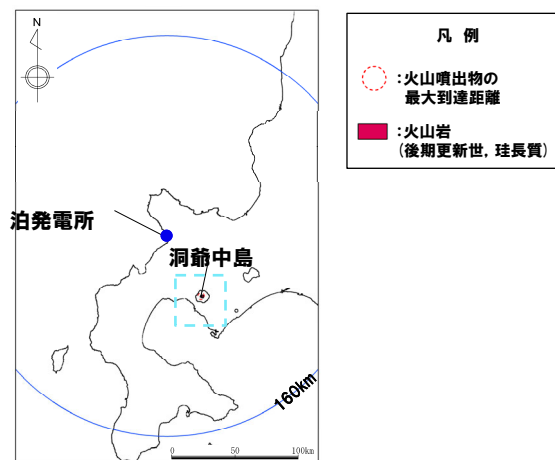 N
泊発電所
洞爺中島
160km
0 50 100km
凡 例
:火山噴出物の
最大到達距離
:火山岩
(後期更新世, 珪長質)